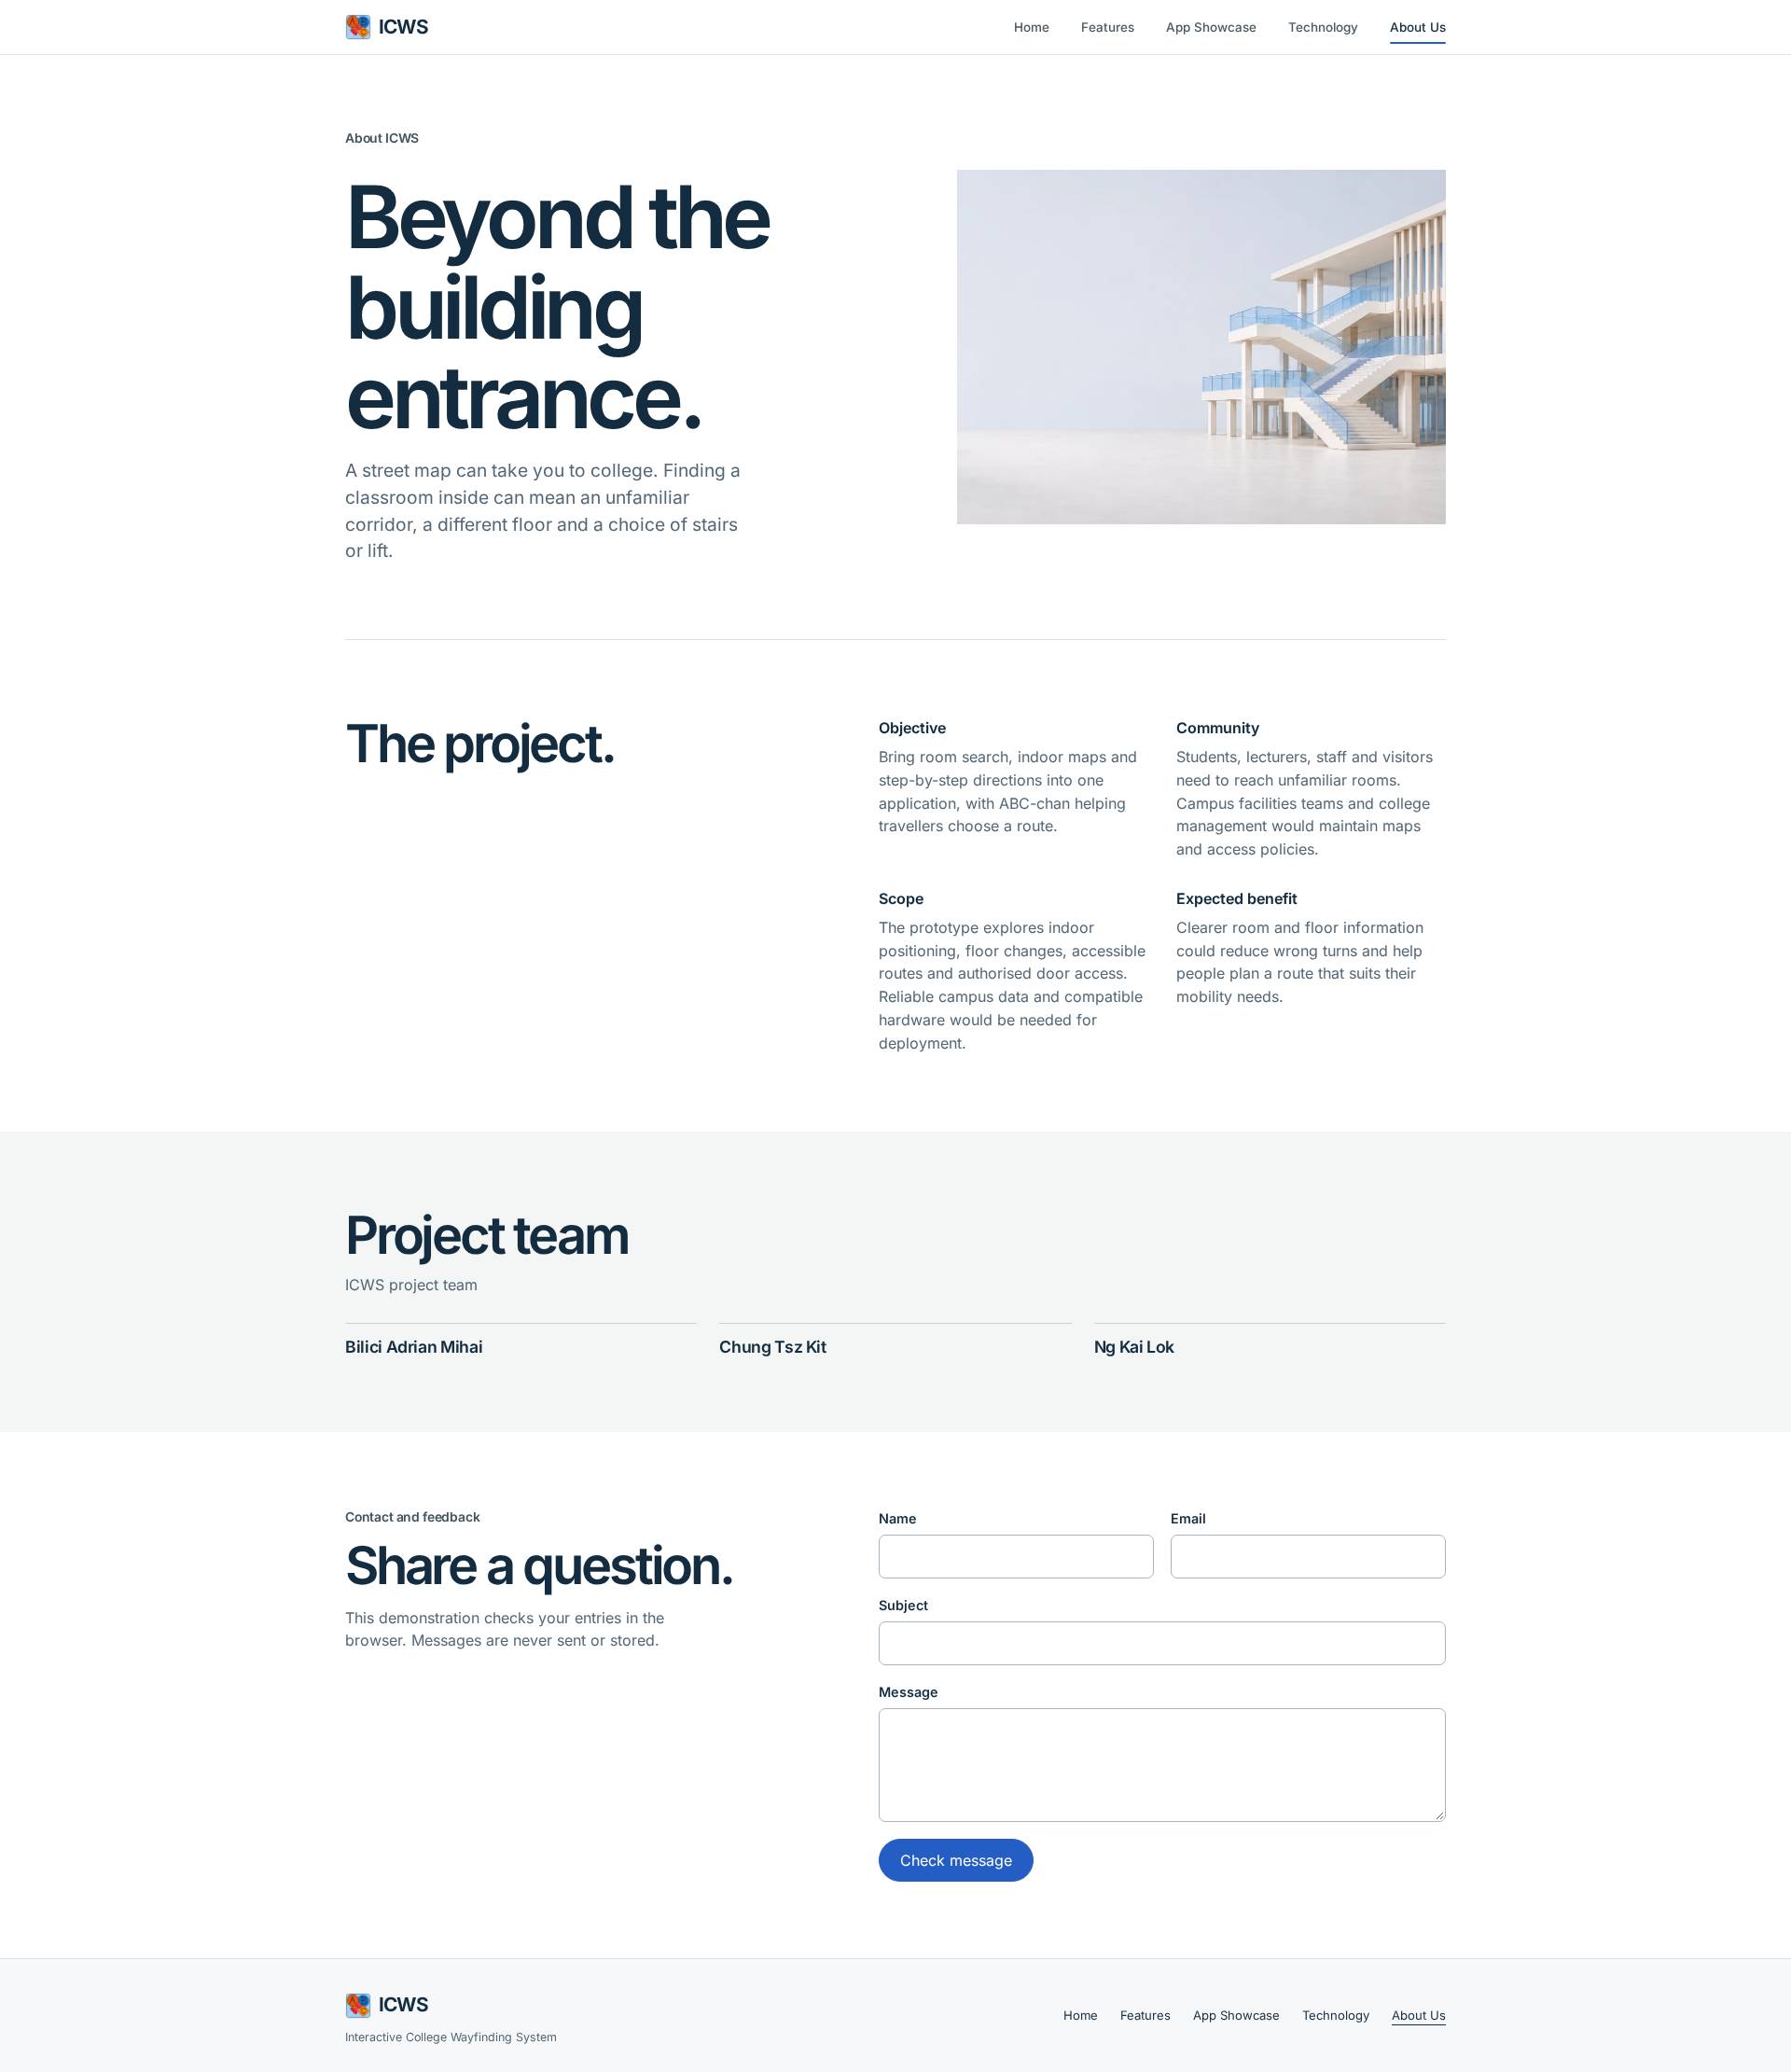 ICWS
Home Features App Showcase Technology About Us
About ICWS
Beyond the
building
entrance.
A street map can take you to college. Finding a
classroom inside can mean an unfamiliar
corridor, a different floor and a choice of stairs
or lift.
The project.
Objective
Bring room search, indoor maps and
step-by-step directions into one
application, with ABC-chan helping
travellers choose a route.
Community
Students, lecturers, staff and visitors
need to reach unfamiliar rooms.
Campus facilities teams and college
management would maintain maps
and access policies.
Scope
The prototype explores indoor
positioning, floor changes, accessible
routes and authorised door access.
Reliable campus data and compatible
hardware would be needed for
deployment.
Expected benefit
Clearer room and floor information
could reduce wrong turns and help
people plan a route that suits their
mobility needs.
Project team
ICWS project team
Bilici Adrian Mihai
Chung Tsz Kit
Ng Kai Lok
Contact and feedback
Share a question.
This demonstration checks your entries in the
browser. Messages are never sent or stored.
Name
Email
Subject
Message
Check message
ICWS
Interactive College Wayfinding System
Home Features App Showcase Technology About Us